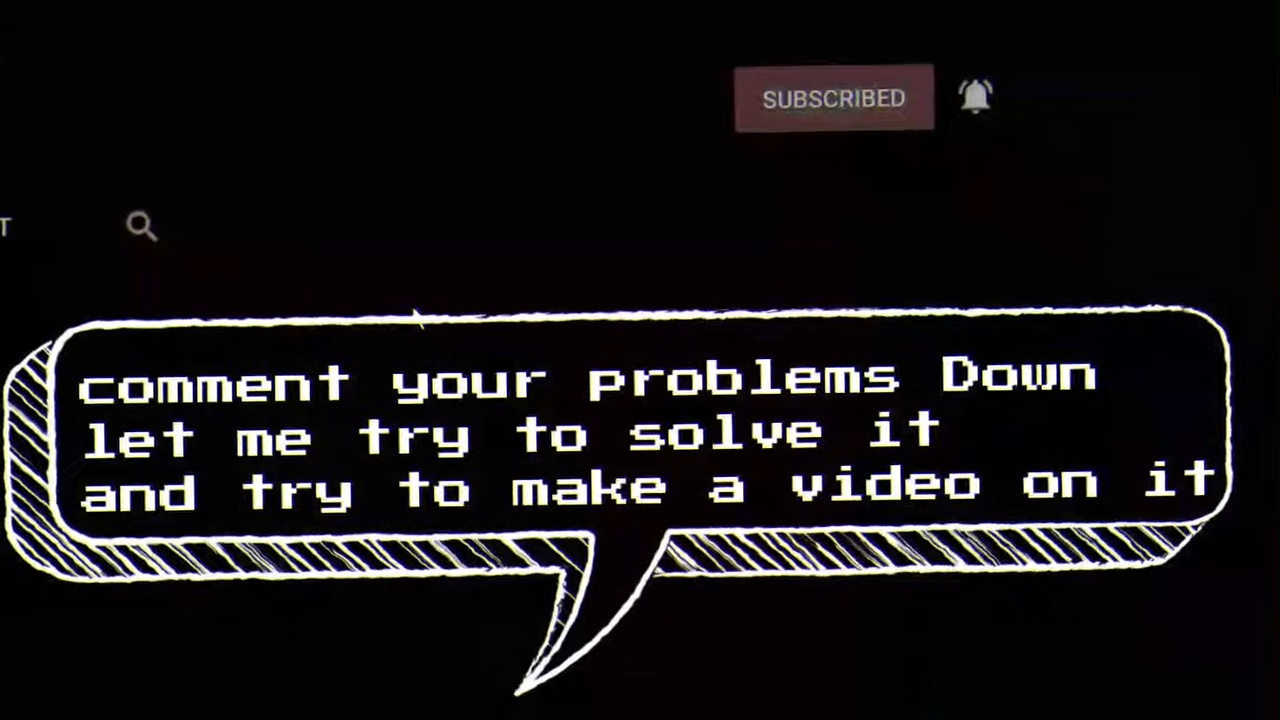 SUBSCRIBED
T
comment your problems Down
let me try to solve it
and try to make a video on it